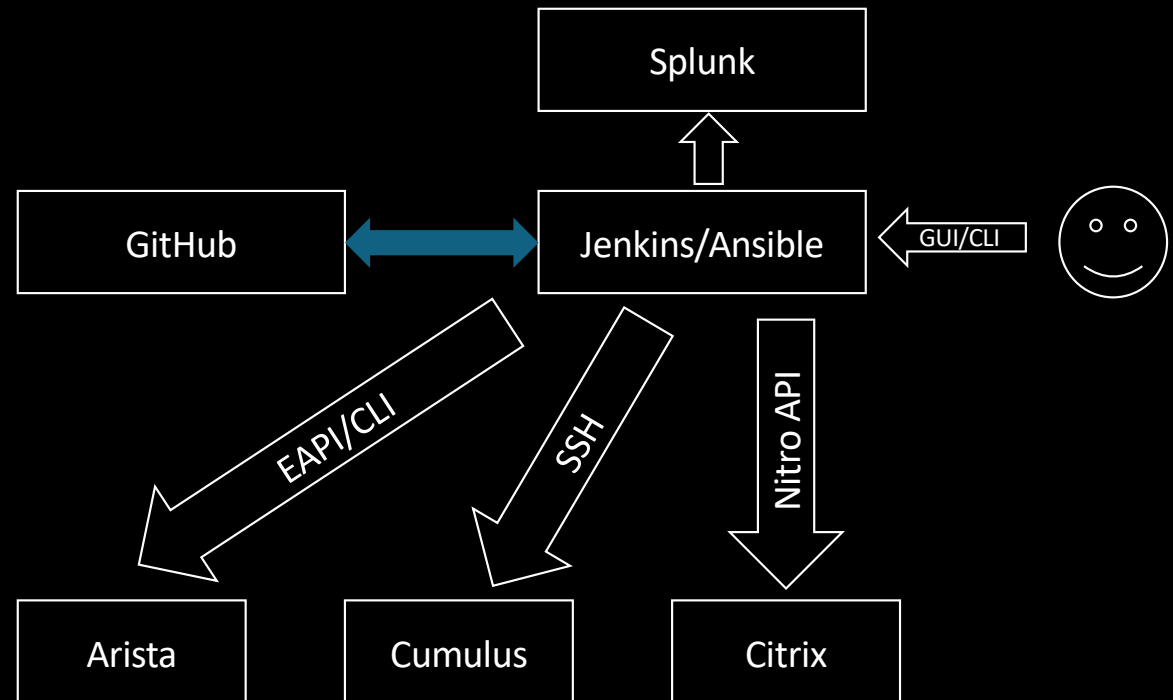 Splunk
GitHub
Jenkins/Ansible
GUI/CLI
EAPI/CLI
SSH
Nitro API
Arista
Cumulus
Citrix